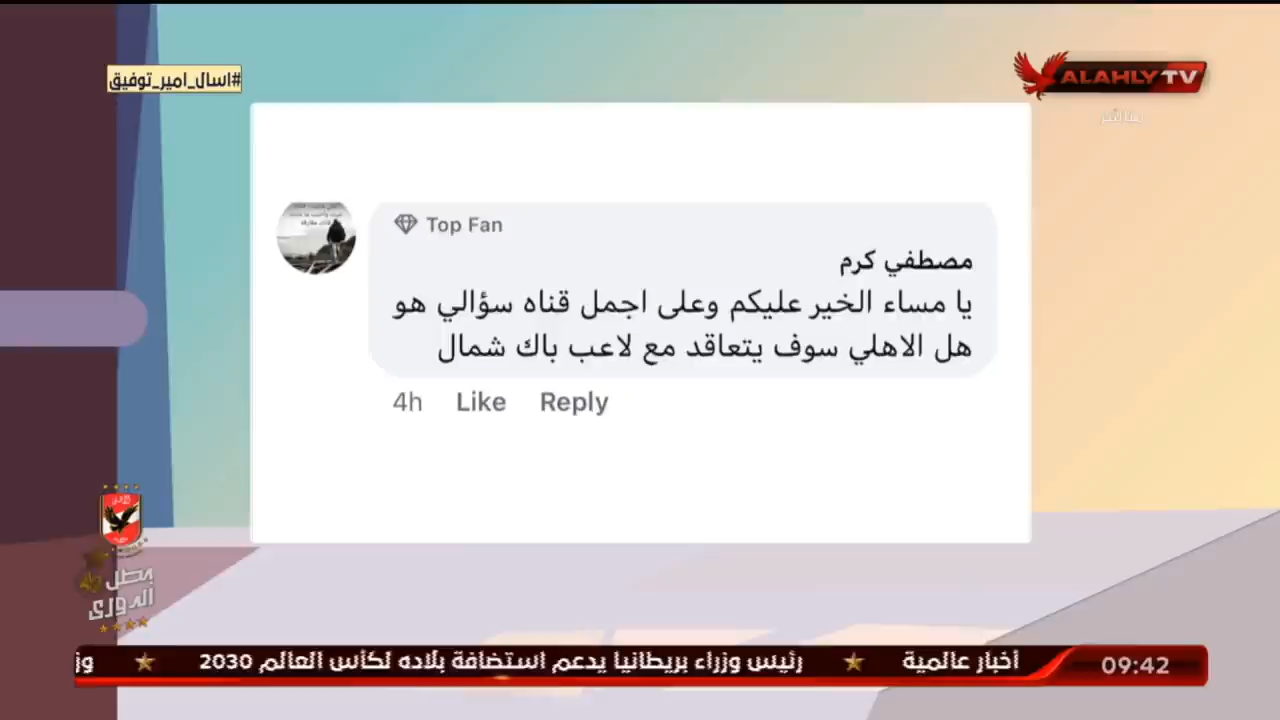 #اسال_امير_توفيق
ALAHLY TV
مباشر
Top Fan
مصطفي كرم
يا مساء الخير عليكم وعلى اجمل قناه سؤالي هو
هل الاهلي سوف يتعاقد مع لاعب باك شمال
4h Like Reply
بطل
الدورى
09:42
أخبار عالمية ★ رئيس وزراء بريطانيا يدعم استضافة بلاده لكأس العالم 2030 ★